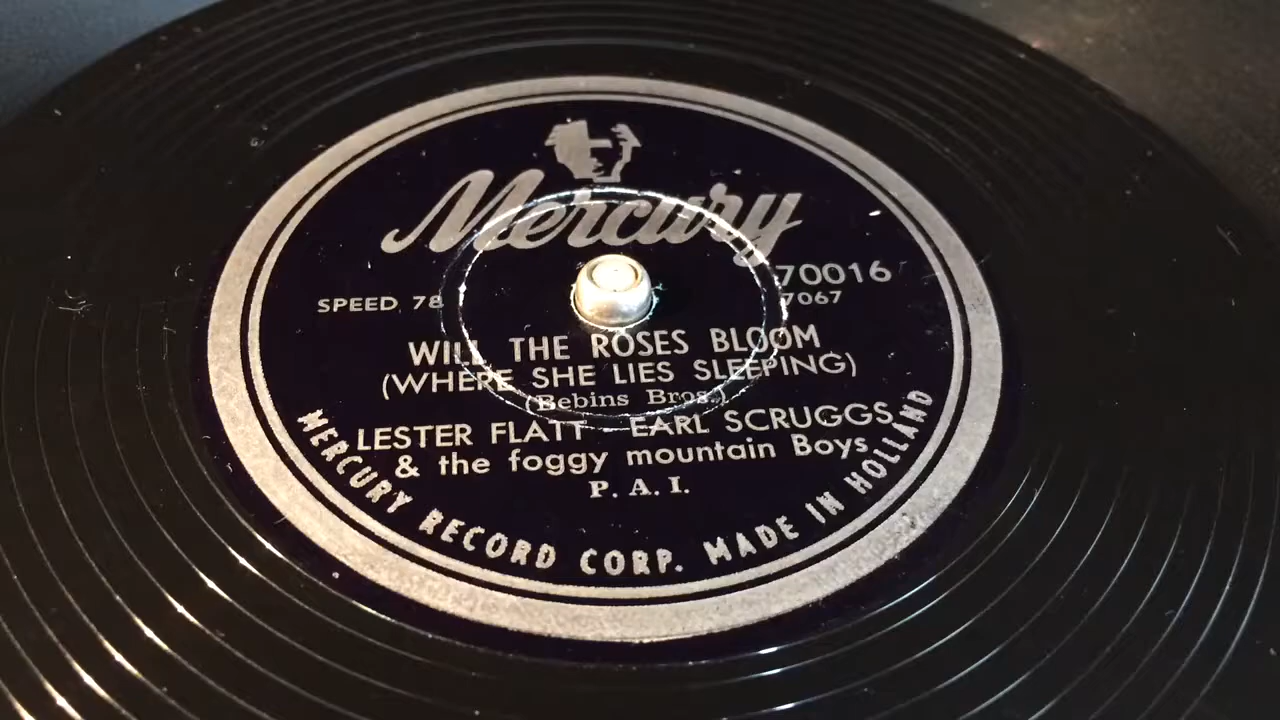 Mercury
70016
SPEED 78
7067
WILL THE ROSES BLOOM
(WHERE SHE LIES SLEEPING)
(Bebins Bros.)
LESTER FLATT - EARL SCRUGGS
& the foggy mountain Boys
P. A. I.
MERCURY RECORD CORP. MADE IN HOLLAND